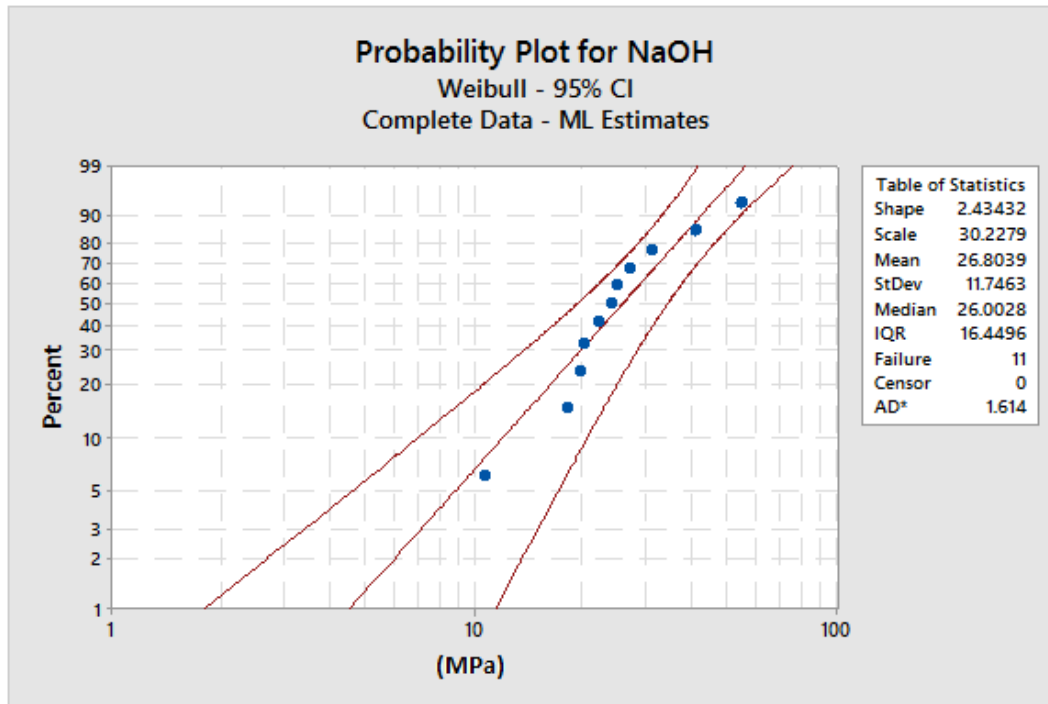 Probability Plot for NaOH
Weibull - 95% CI
Complete Data - ML Estimates
Percent
99
90
80
70
60
50
40
30
20
10
5
3
2
1
1 10 100
(MPa)
Table of Statistics
Shape 2.43432
Scale 30.2279
Mean 26.8039
StDev 11.7463
Median 26.0028
IQR 16.4496
Failure 11
Censor 0
AD* 1.614